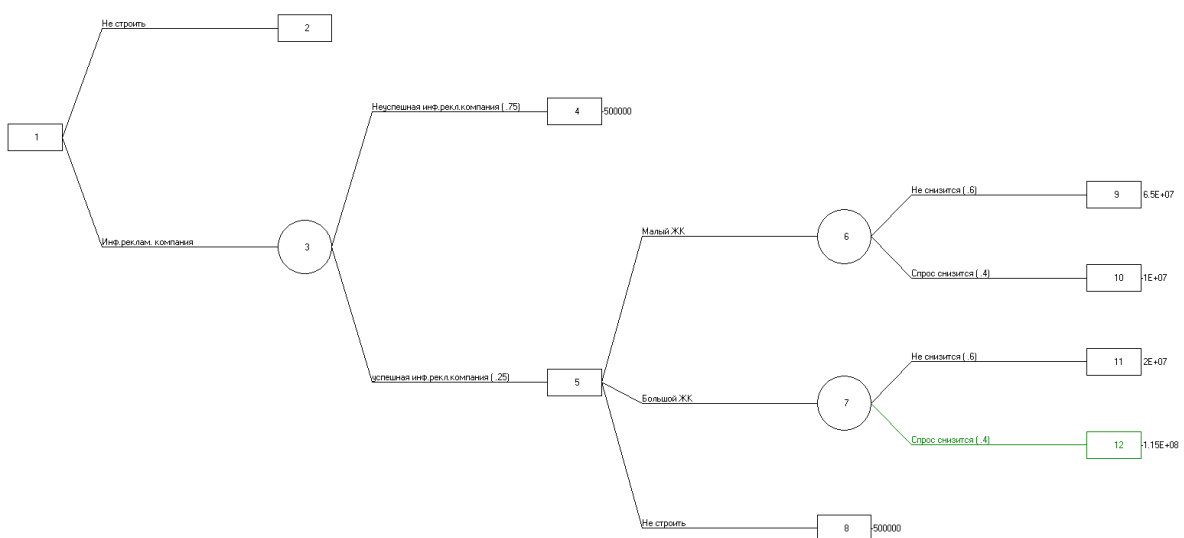 Не строить
2
Неуспешная инф.рекл.компания ( .75)
4
-500000
1
Не снизится ( .6)
9
6.5E+07
Малый ЖК
6
Инф.реклам. компания
3
Спрос снизится ( .4)
10
-1E+07
Не снизится ( .6)
11
2E+07
успешная инф.рекл.компания ( .25)
5
Большой ЖК
7
Спрос снизится ( .4)
12
-1.15E+08
Не строить
8
-500000